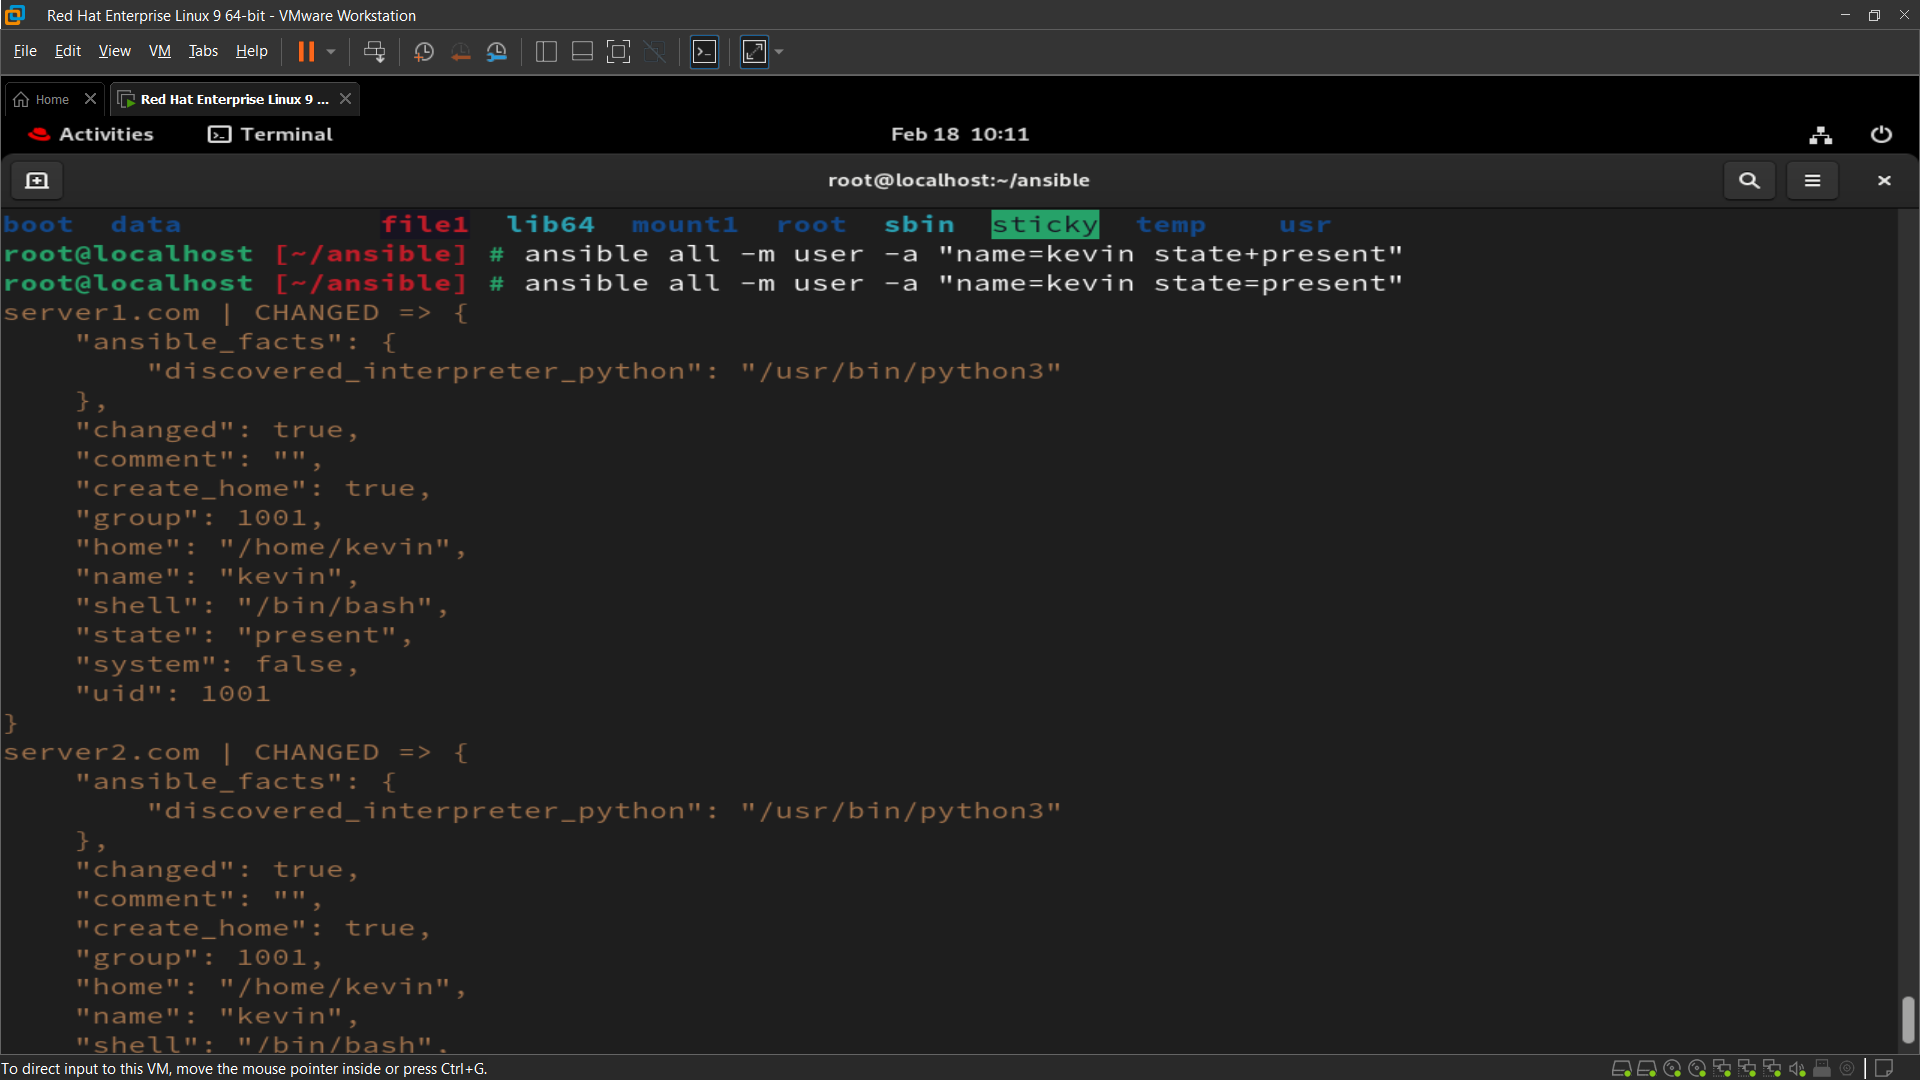 Red Hat Enterprise Linux 9 64-bit - VMware Workstation
File Edit View VM Tabs Help
Home Red Hat Enterprise Linux 9 ...
Activities Terminal Feb 18 10:11
root@localhost:~/ansible
boot data file1 lib64 mount1 root sbin sticky temp usr
root@localhost [~/ansible] # ansible all -m user -a "name=kevin state+present"
root@localhost [~/ansible] # ansible all -m user -a "name=kevin state=present"
server1.com | CHANGED => {
    "ansible_facts": {
        "discovered_interpreter_python": "/usr/bin/python3"
    },
    "changed": true,
    "comment": "",
    "create_home": true,
    "group": 1001,
    "home": "/home/kevin",
    "name": "kevin",
    "shell": "/bin/bash",
    "state": "present",
    "system": false,
    "uid": 1001
}
server2.com | CHANGED => {
    "ansible_facts": {
        "discovered_interpreter_python": "/usr/bin/python3"
    },
    "changed": true,
    "comment": "",
    "create_home": true,
    "group": 1001,
    "home": "/home/kevin",
    "name": "kevin",
    "shell": "/bin/bash",
To direct input to this VM, move the mouse pointer inside or press Ctrl+G.